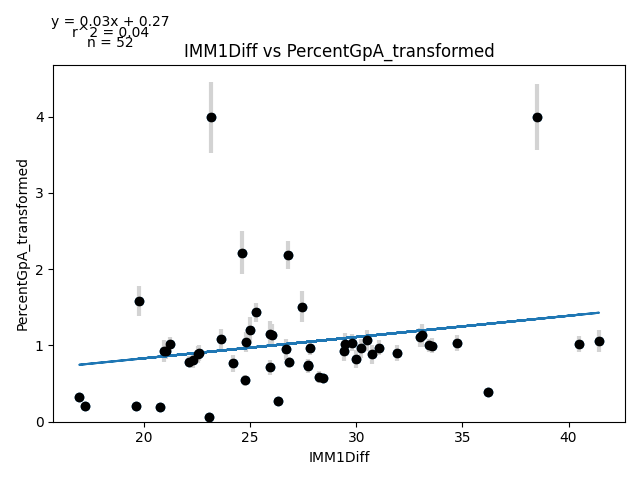 y = 0.03x + 0.27
r^2 = 0.04
n = 52
IMM1Diff vs PercentGpA_transformed
PercentGpA_transformed
4
3
2
1
0
20 25 30 35 40
IMM1Diff